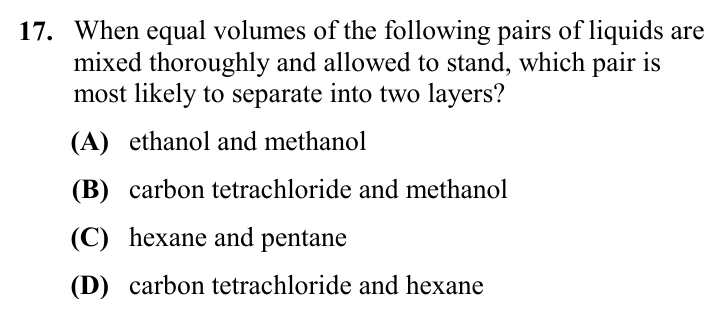 17. When equal volumes of the following pairs of liquids are
mixed thoroughly and allowed to stand, which pair is
most likely to separate into two layers?
(A) ethanol and methanol
(B) carbon tetrachloride and methanol
(C) hexane and pentane
(D) carbon tetrachloride and hexane